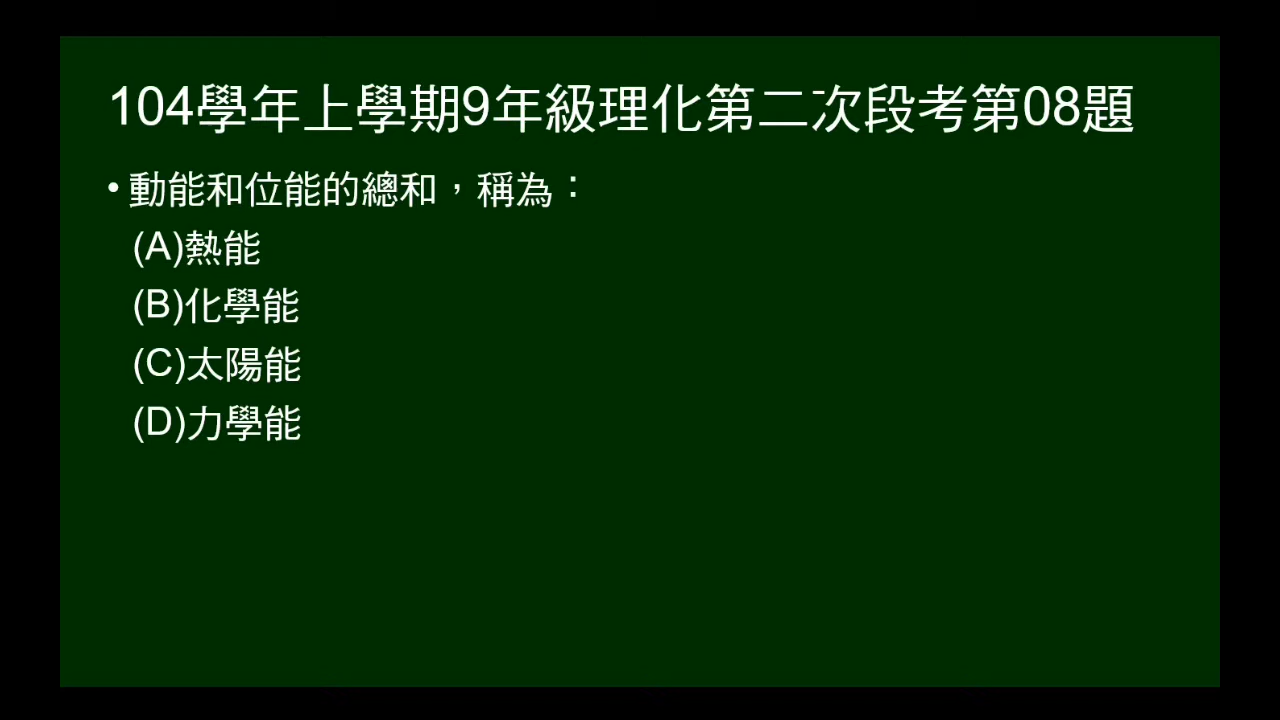 104學年上學期9年級理化第二次段考第08題
•動能和位能的總和，稱為：
(A)熱能
(B)化學能
(C)太陽能
(D)力學能